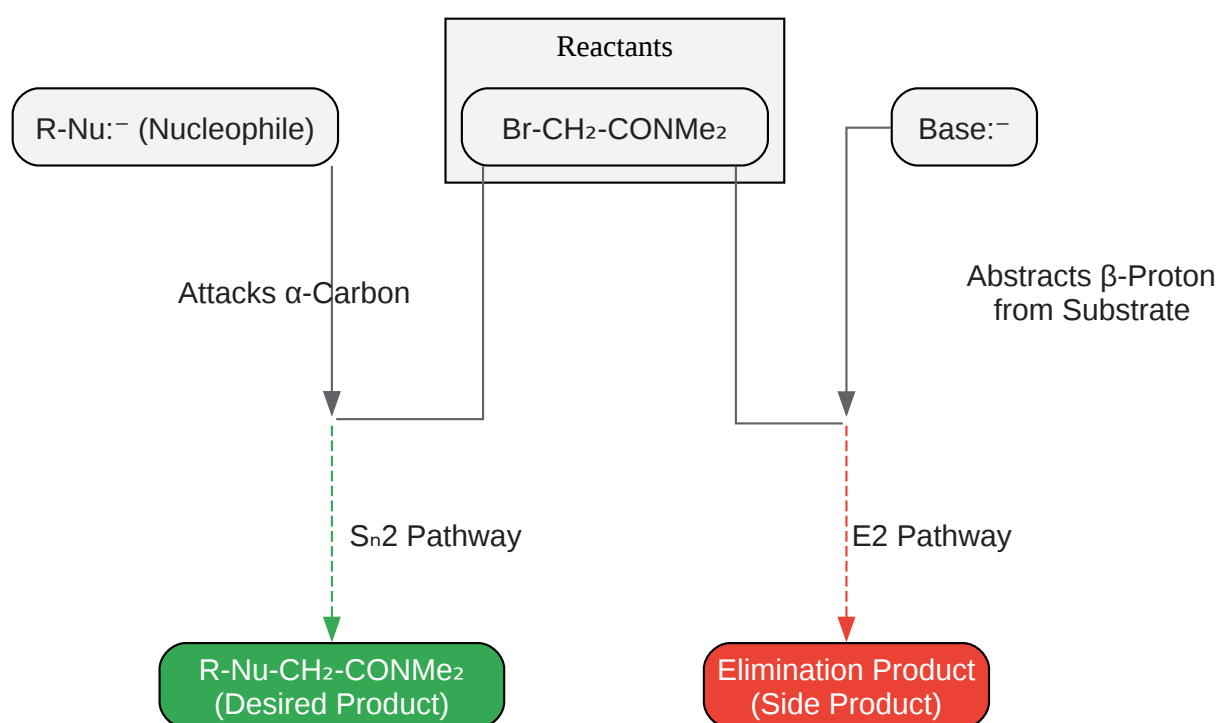 Reactants
R-Nu:⁻ (Nucleophile)
Br-CH₂-CONMe₂
Base:⁻
Attacks α-Carbon
Abstracts β-Proton
from Substrate
Sₙ2 Pathway
E2 Pathway
R-Nu-CH₂-CONMe₂
(Desired Product)
Elimination Product
(Side Product)